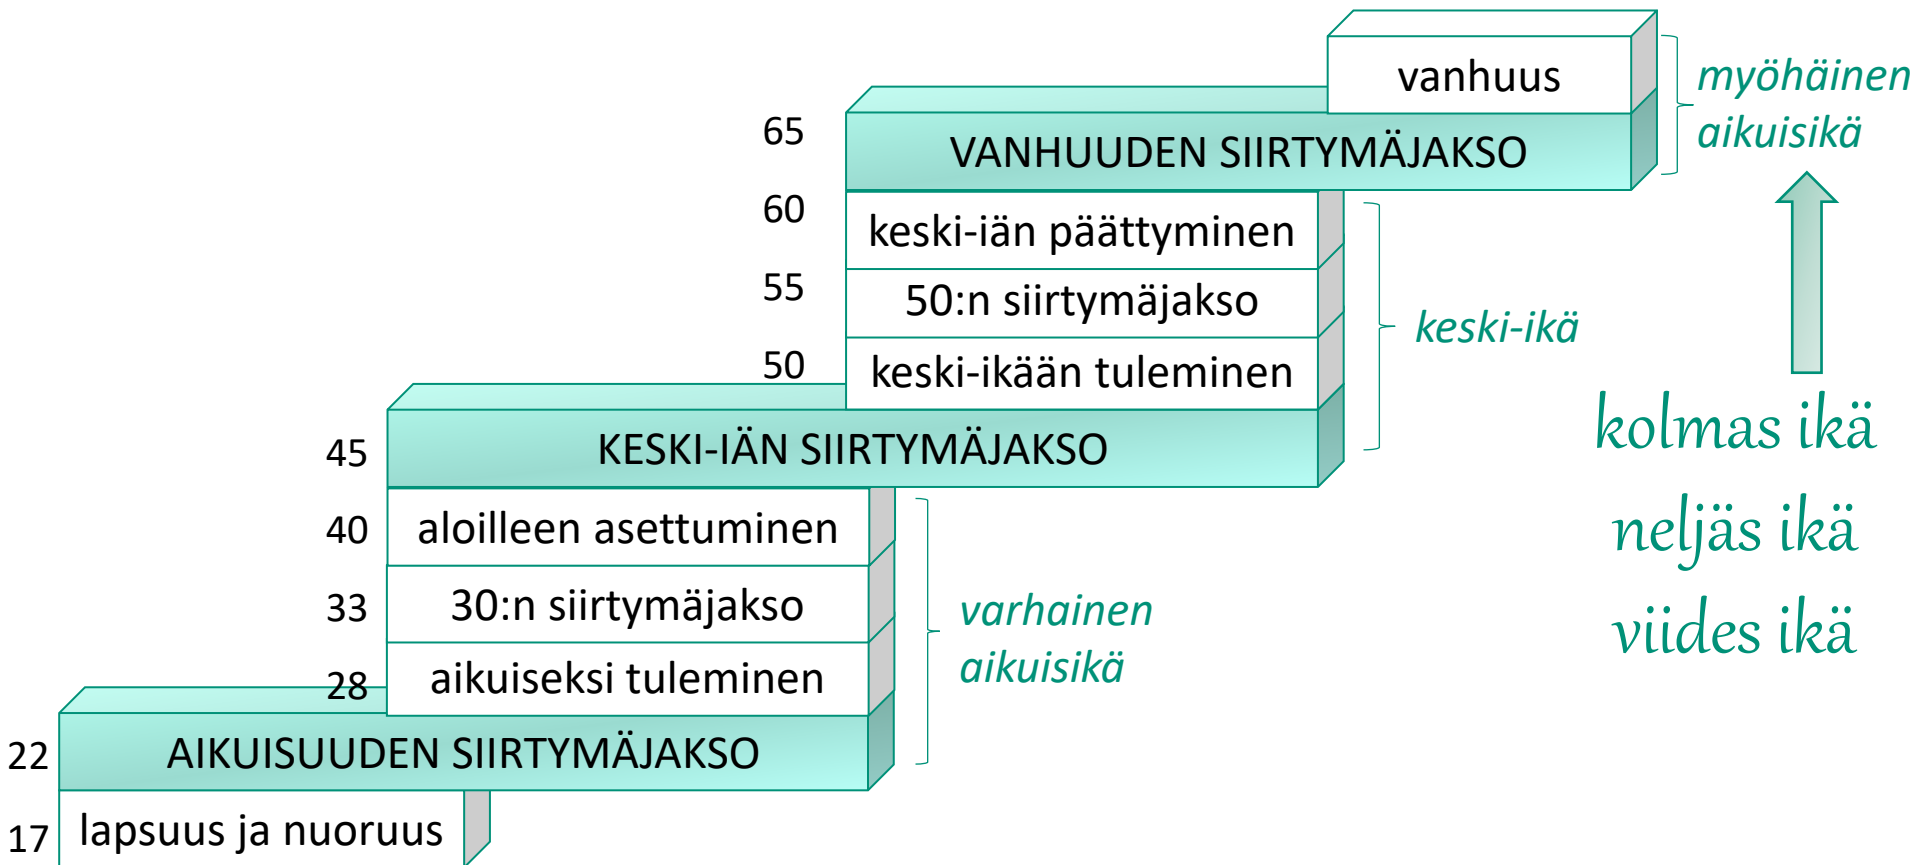 vanhuus
myöhäinen
aikuisikä
65
VANHUUDEN SIIRTYMÄJAKSO
60
keski-iän päättyminen
55
50:n siirtymäjakso
keski-ikä
50
keski-ikään tuleminen
kolmas ikä
neljäs ikä
viides ikä
45
KESKI-IÄN SIIRTYMÄJAKSO
40
aloilleen asettuminen
33
30:n siirtymäjakso
varhainen
aikuisikä
28
aikuiseksi tuleminen
22
AIKUISUUDEN SIIRTYMÄJAKSO
17
lapsuus ja nuoruus